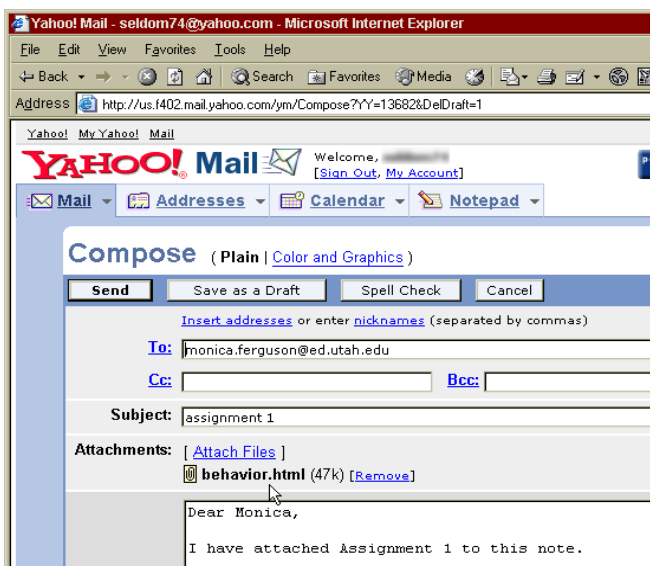 Yahoo! Mail - seldom74@yahoo.com - Microsoft Internet Explorer
File Edit View Favorites Tools Help
Back Search Favorites Media
Address http://us.f402.mail.yahoo.com/ym/Compose?YY=13682&DelDraft=1
Yahoo! My Yahoo! Mail
YAHOO! Mail Welcome,
[Sign Out, My Account]
Mail Addresses Calendar Notepad
Compose ( Plain | Color and Graphics )
Send Save as a Draft Spell Check Cancel
Insert addresses or enter nicknames (separated by commas)
To: monica.ferguson@ed.utah.edu
Cc: Bcc:
Subject: assignment 1
Attachments: [ Attach Files ]
behavior.html (47k) [Remove]
Dear Monica,
I have attached Assignment 1 to this note.